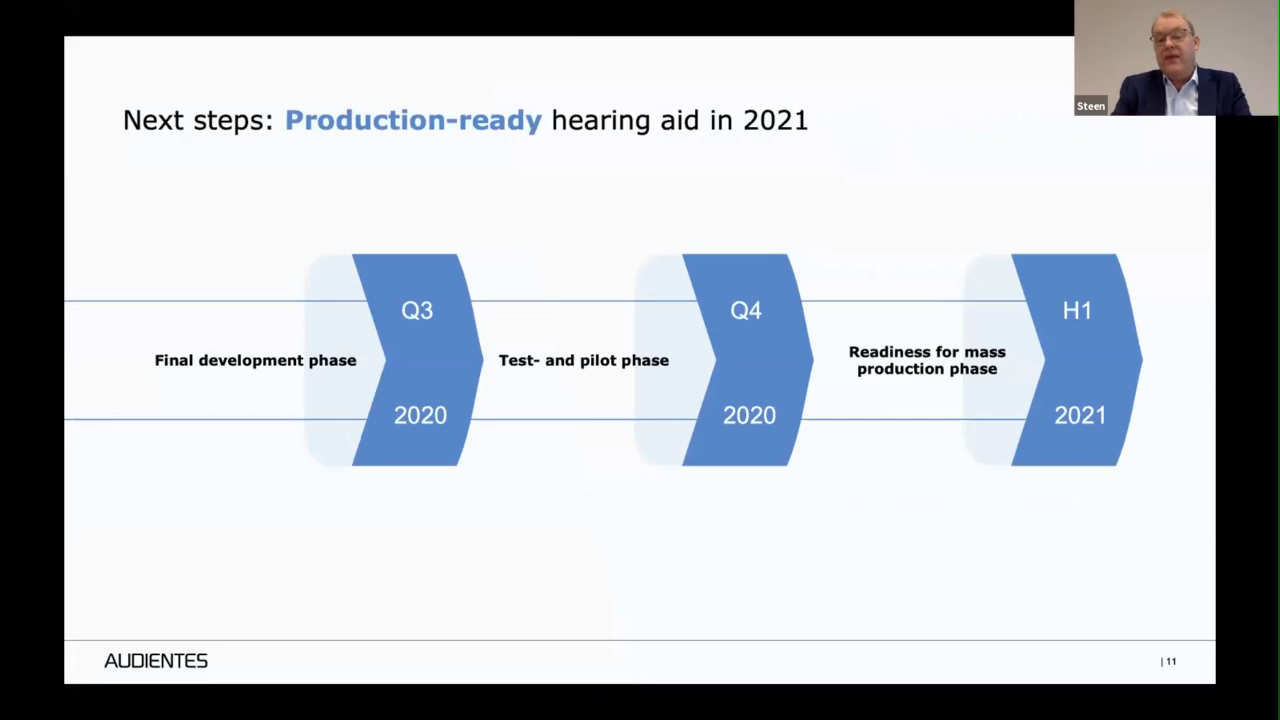 Steen
Next steps: Production-ready hearing aid in 2021
Final development phase
Q3
2020
Test- and pilot phase
Q4
2020
Readiness for mass
production phase
H1
2021
AUDIENTES
| 11